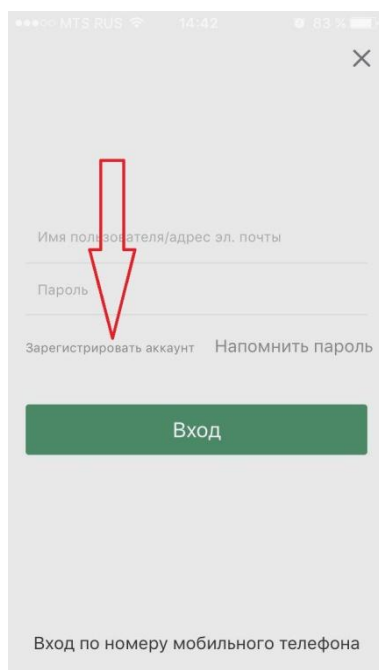 MTS RUS 14:42 83 %
Имя пользователя/адрес эл. почты
Пароль
Зарегистрировать аккаунт Напомнить пароль
Вход
Вход по номеру мобильного телефона